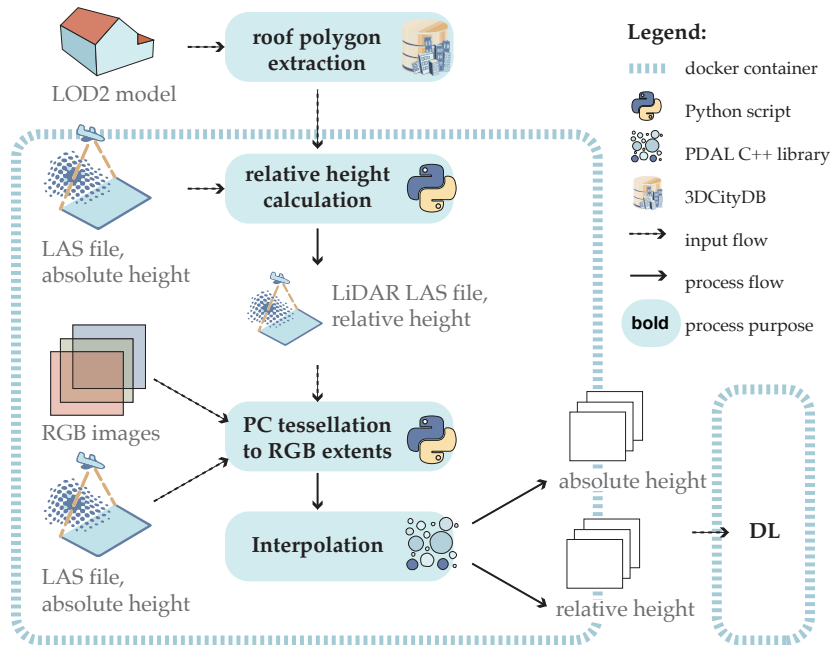 roof polygon
extraction
LOD2 model
Legend:
docker container
Python script
PDAL C++ library
3DCityDB
input flow
process flow
bold
process purpose
relative height
calculation
LAS file,
absolute height
LiDAR LAS file,
relative height
RGB images
PC tessellation
to RGB extents
LAS file,
absolute height
Interpolation
absolute height
relative height
DL